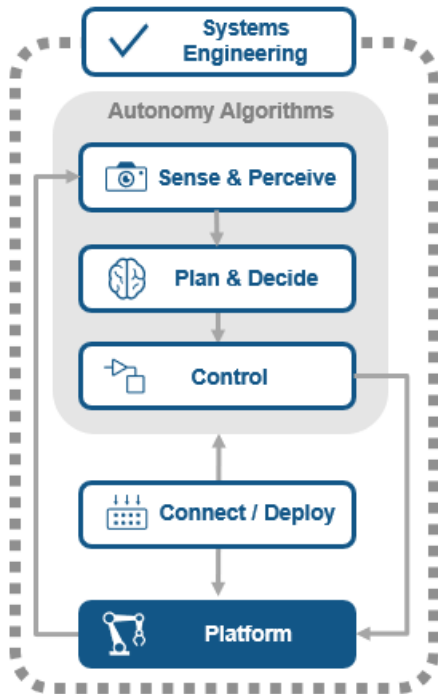 Systems
Engineering
Autonomy Algorithms
Sense & Perceive
Plan & Decide
Control
Connect / Deploy
Platform